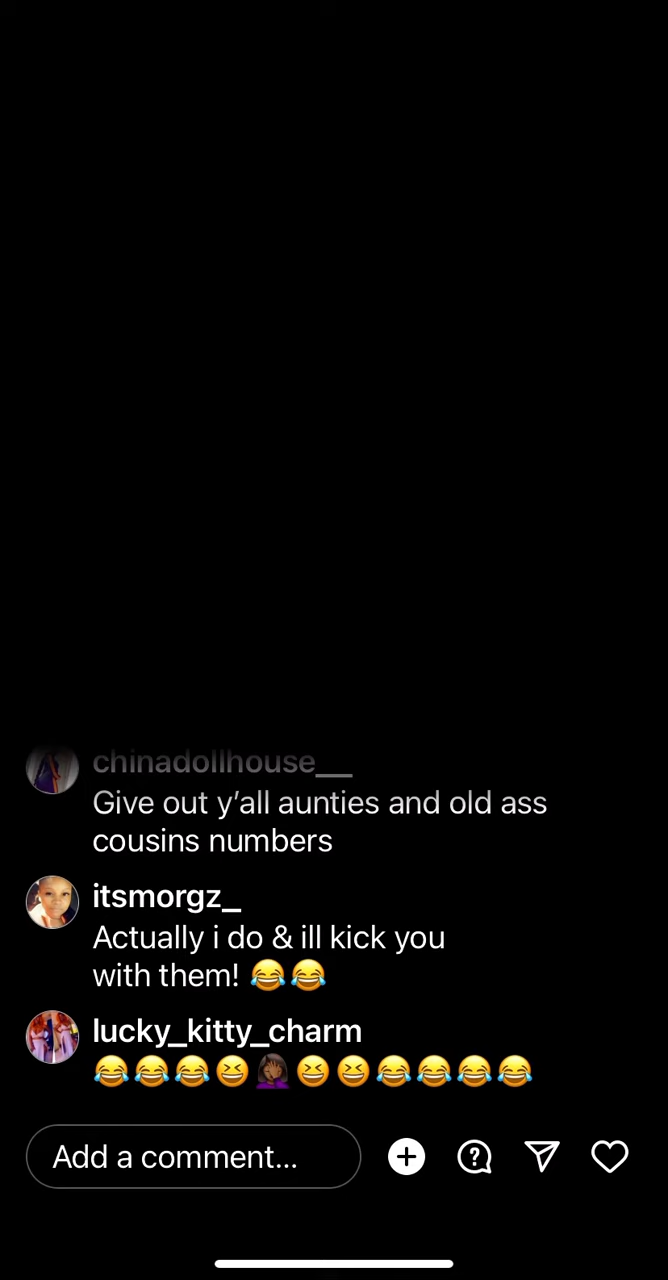 chinadollhouse__
Give out y’all aunties and old ass
cousins numbers
itsmorgz_
Actually i do & ill kick you
with them! 😂😂
lucky_kitty_charm
😂😂😂😆🤦🏾‍♀️😆😆😂😂😂😂
Add a comment...